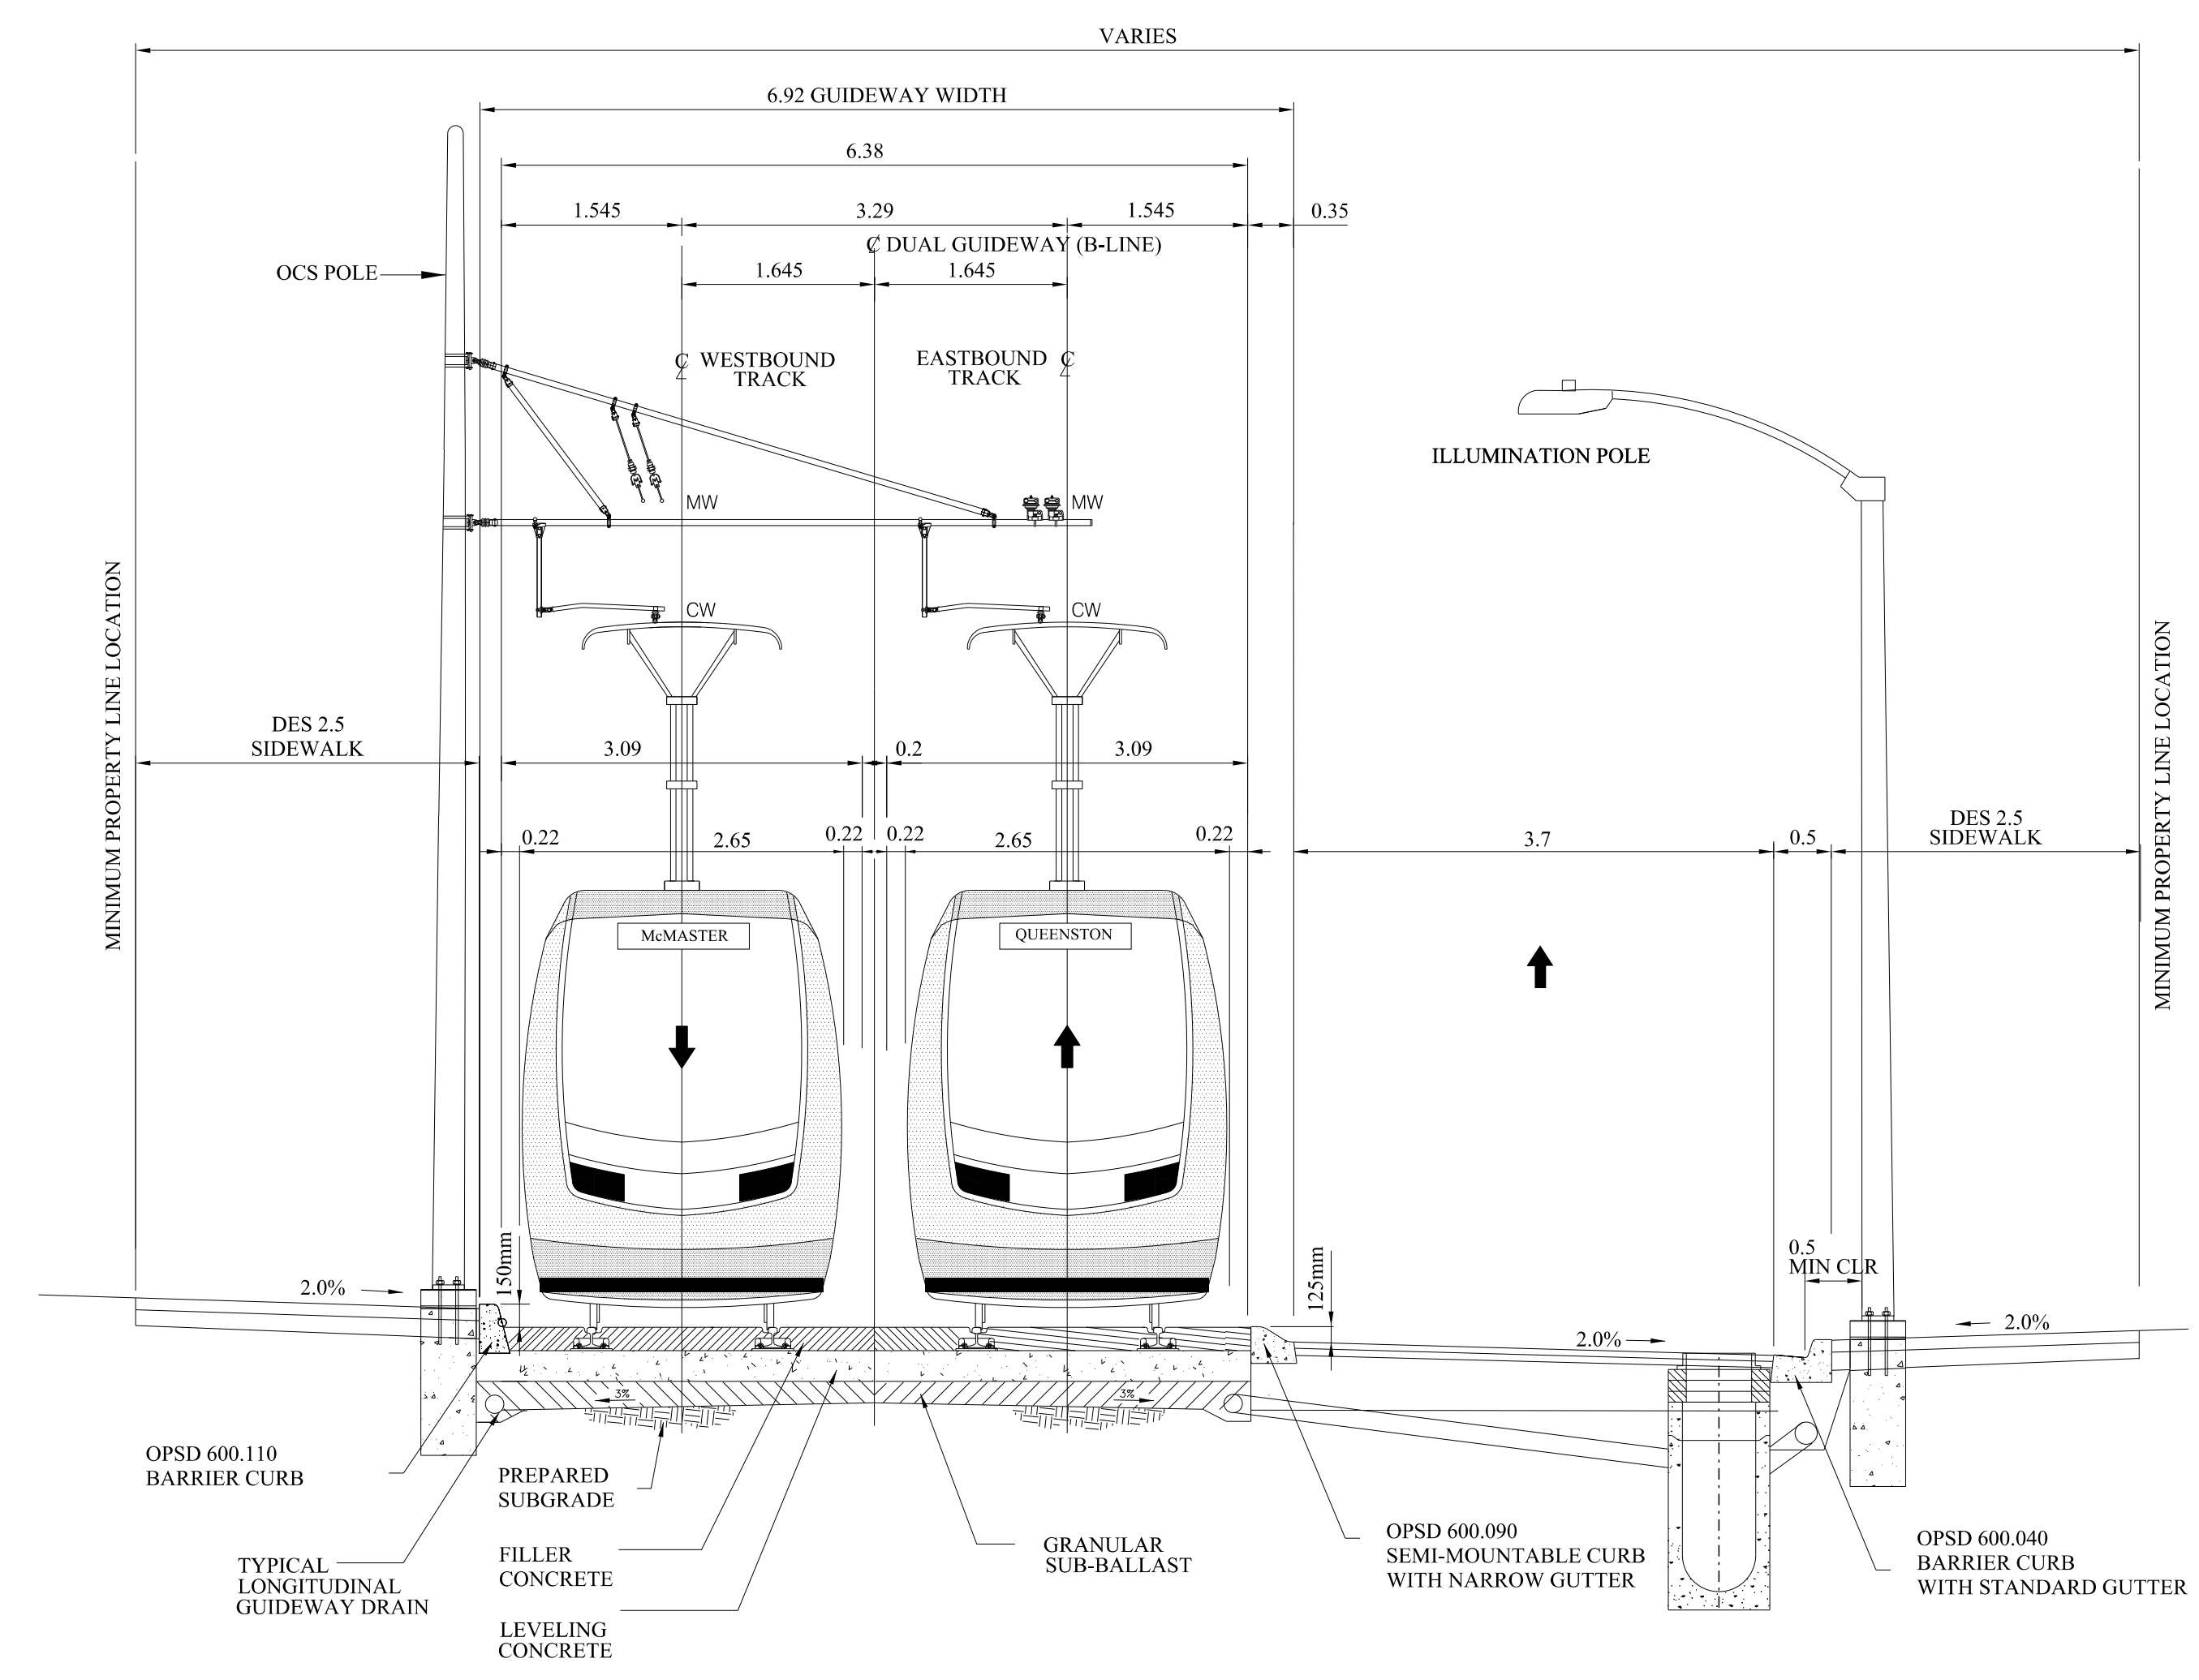 VARIES
6.92 GUIDEWAY WIDTH
6.38
1.545
3.29
1.545
0.35
℄ DUAL GUIDEWAY (B-LINE)
OCS POLE
1.645
1.645
℄ WESTBOUND
TRACK
EASTBOUND ℄
TRACK
ILLUMINATION POLE
MW
MW
CW
CW
MINIMUM PROPERTY LINE LOCATION
MINIMUM PROPERTY LINE LOCATION
DES 2.5
SIDEWALK
3.09
0.2
3.09
0.22
2.65
0.22
0.22
2.65
0.22
3.7
0.5
DES 2.5
SIDEWALK
McMASTER
QUEENSTON
150mm
125mm
0.5
MIN CLR
2.0%
2.0%
2.0%
3%
3%
OPSD 600.110
BARRIER CURB
TYPICAL
LONGITUDINAL
GUIDEWAY DRAIN
PREPARED
SUBGRADE
FILLER
CONCRETE
LEVELING
CONCRETE
GRANULAR
SUB-BALLAST
OPSD 600.090
SEMI-MOUNTABLE CURB
WITH NARROW GUTTER
OPSD 600.040
BARRIER CURB
WITH STANDARD GUTTER